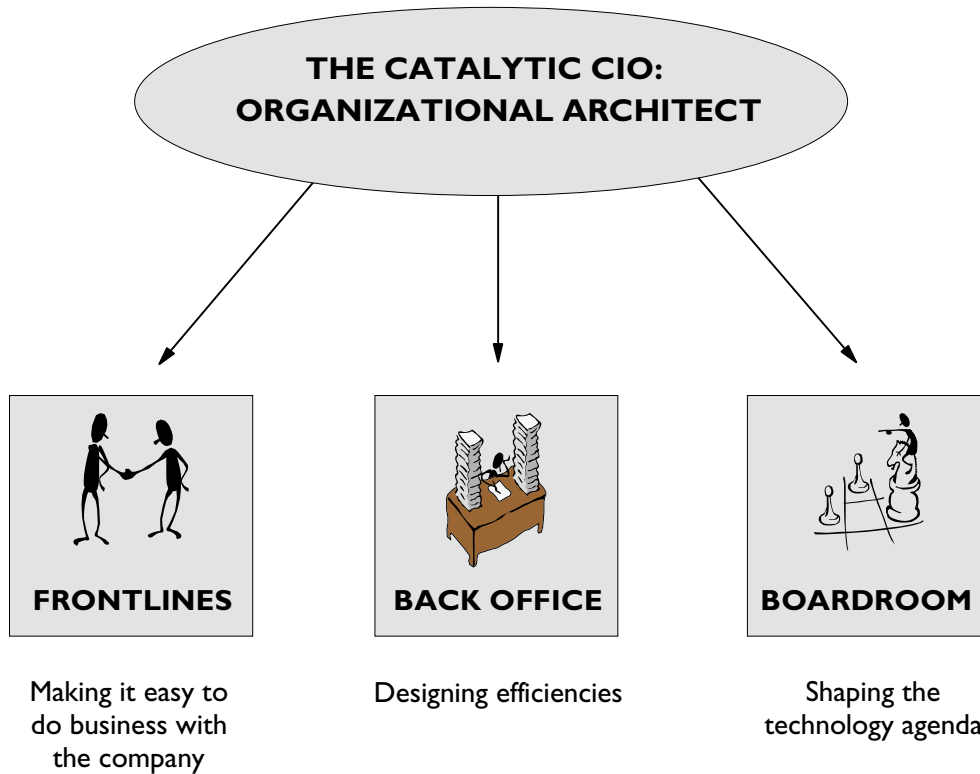 THE CATALYTIC CIO:
ORGANIZATIONAL ARCHITECT
FRONTLINES
Making it easy to
do business with
the company
BACK OFFICE
Designing efficiencies
BOARDROOM
Shaping the
technology agenda